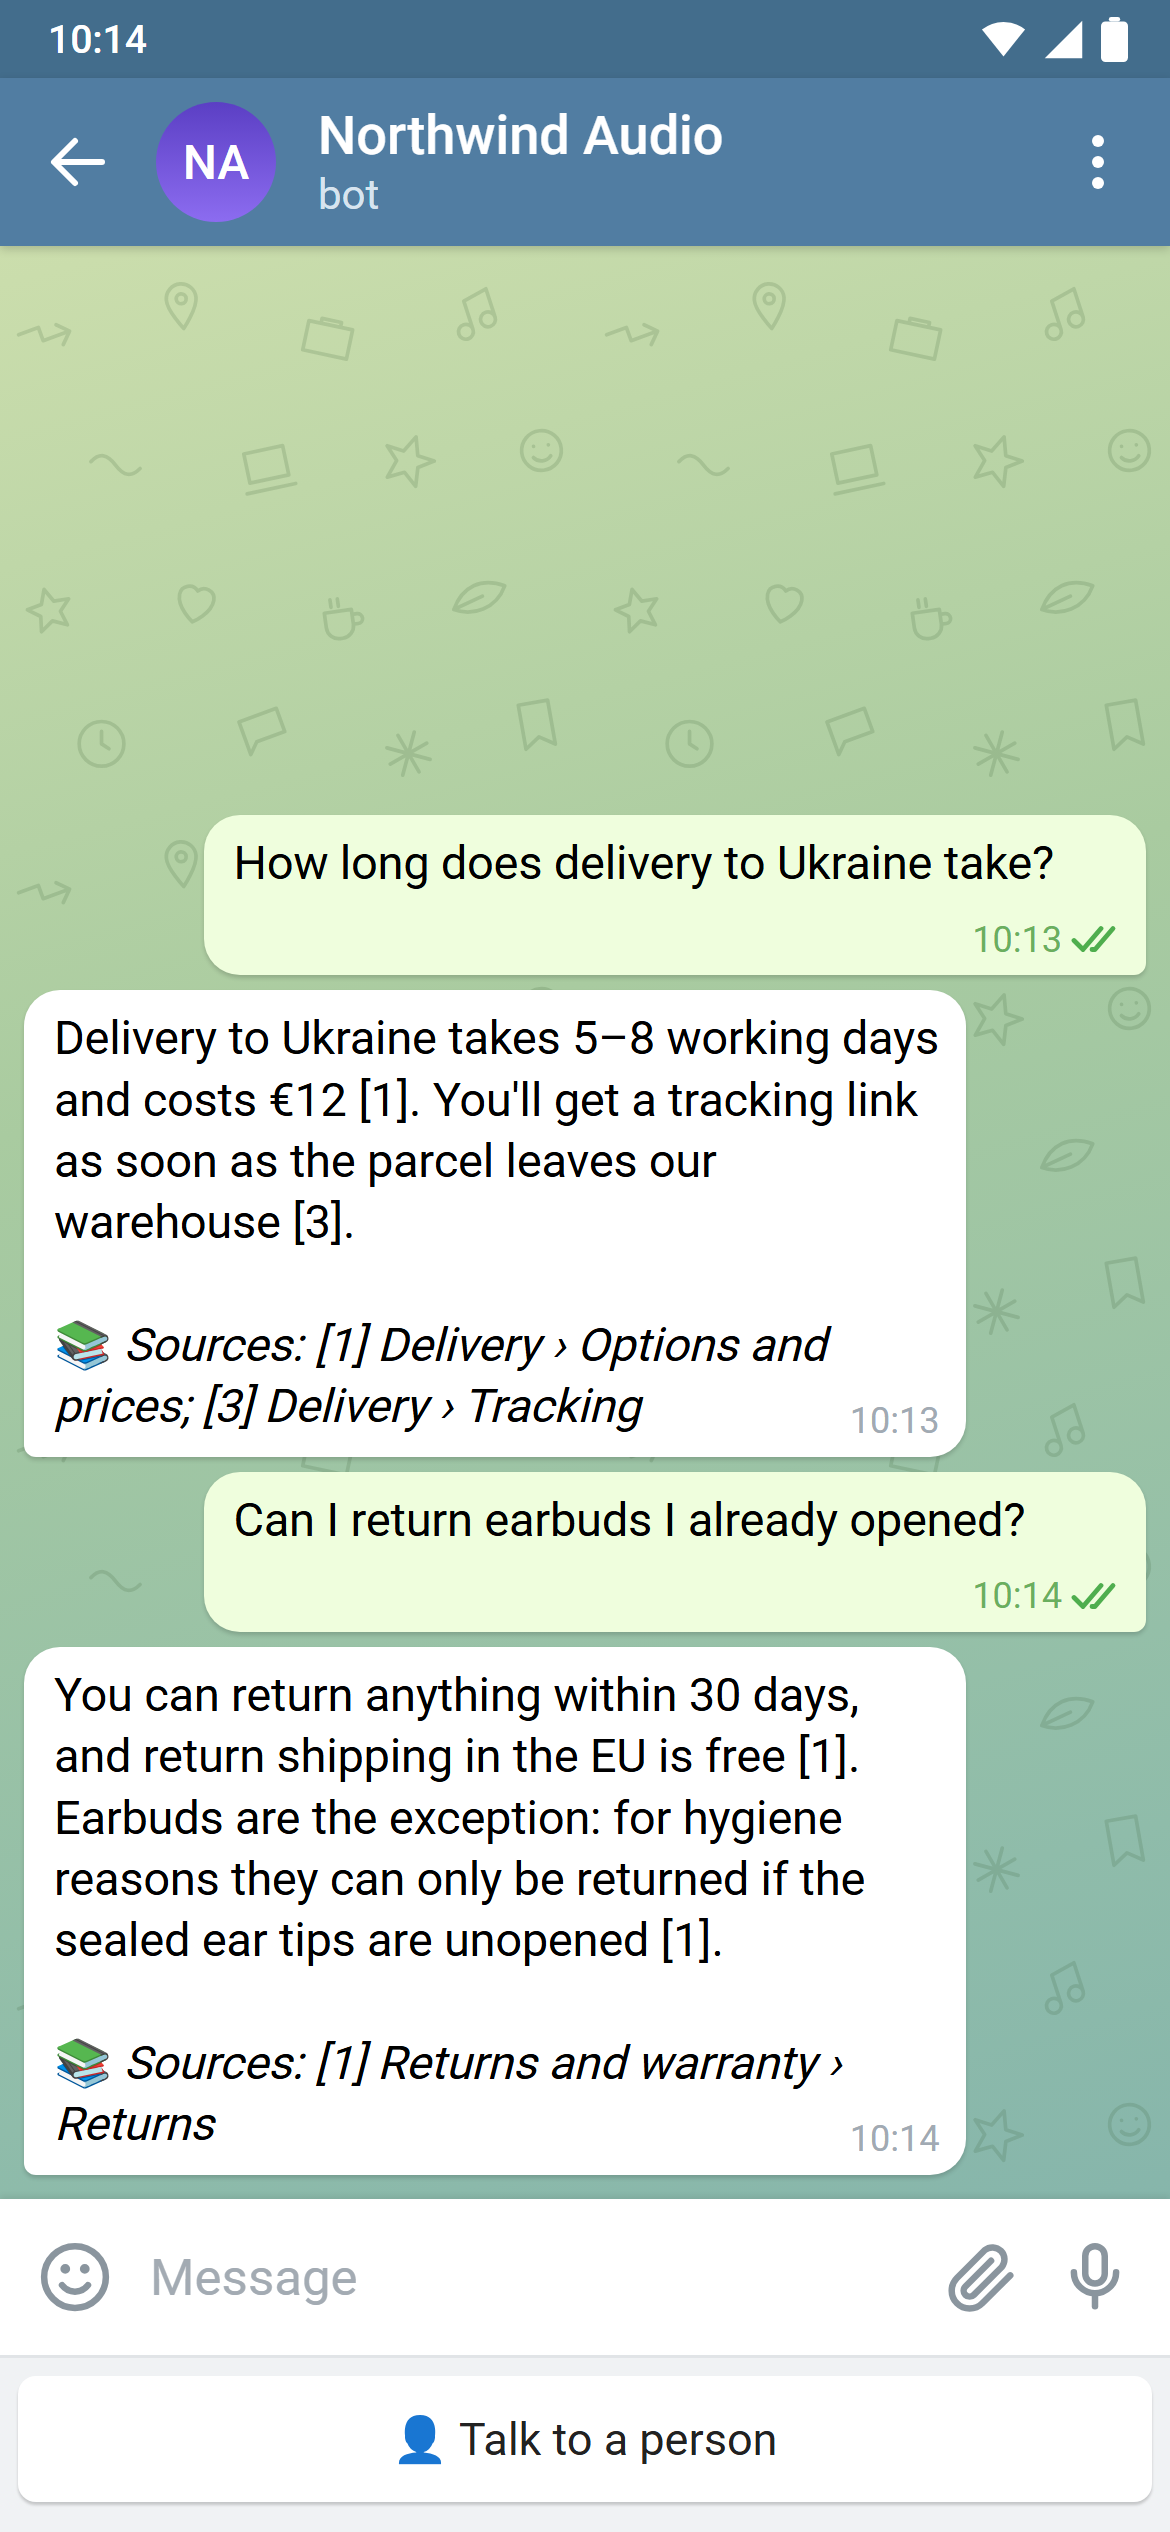 10:14
NA
Northwind Audio
bot
How long does delivery to Ukraine take?
10:13
Delivery to Ukraine takes 5–8 working days
and costs €12 [1]. You'll get a tracking link
as soon as the parcel leaves our
warehouse [3].
📚 Sources: [1] Delivery › Options and
prices; [3] Delivery › Tracking
10:13
Can I return earbuds I already opened?
10:14
You can return anything within 30 days,
and return shipping in the EU is free [1].
Earbuds are the exception: for hygiene
reasons they can only be returned if the
sealed ear tips are unopened [1].
📚 Sources: [1] Returns and warranty ›
Returns
10:14
Message
👤 Talk to a person